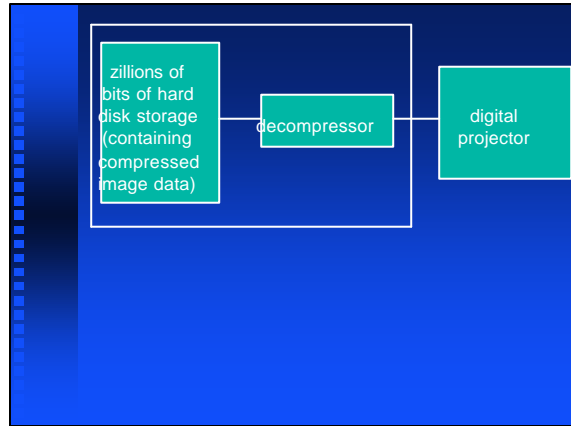 zillions of
bits of hard
disk storage
(containing
compressed
image data)
decompressor
digital
projector